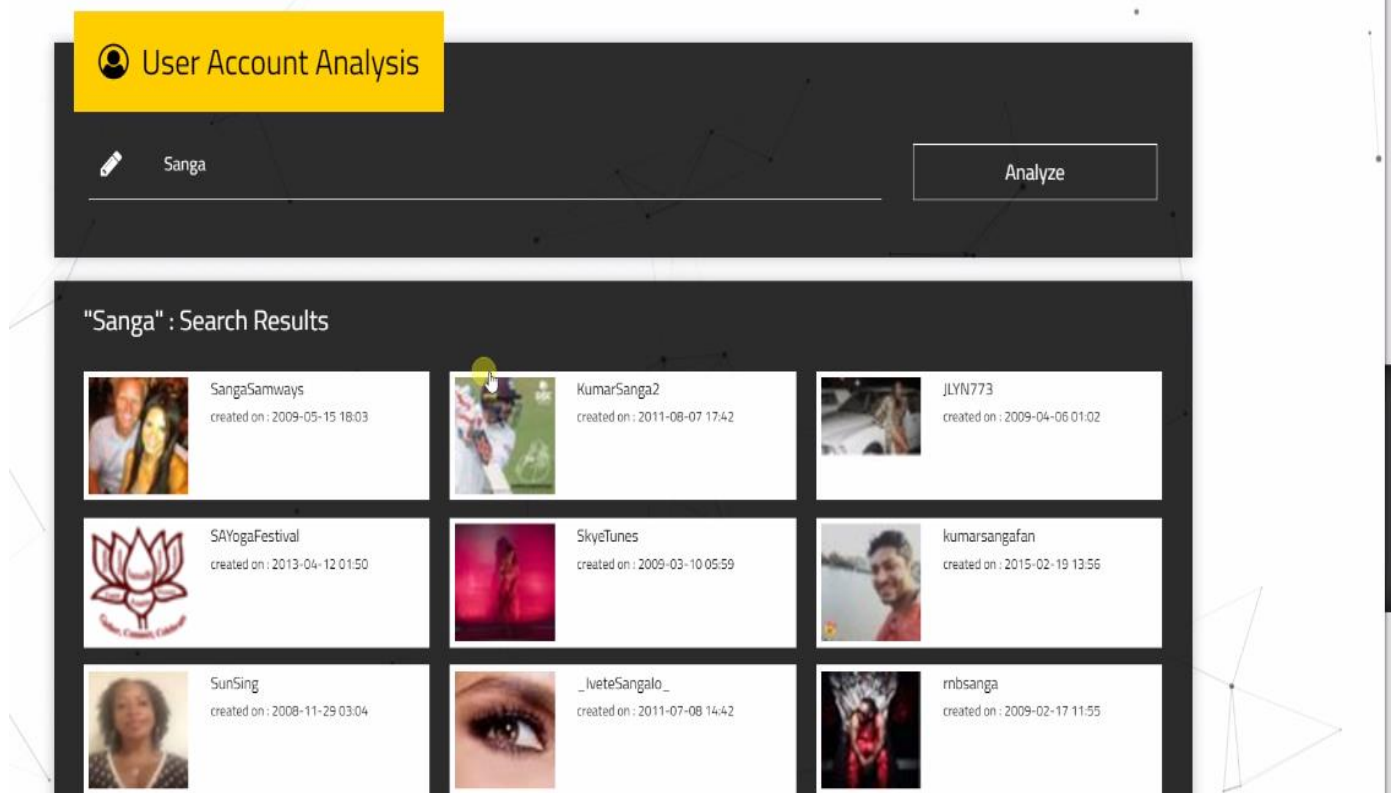 User Account Analysis
Sanga
Analyze
"Sanga" : Search Results
SangaSamways
created on : 2009-05-15 18:03
KumarSanga2
created on : 2011-08-07 17:42
JLYN773
created on : 2009-04-06 01:02
SAYogaFestival
created on : 2013-04-12 01:50
SkyeTunes
created on : 2009-03-10 05:59
kumarsangafan
created on : 2015-02-19 13:56
SunSing
created on : 2008-11-29 03:04
_IveteSangalo_
created on : 2011-07-08 14:42
rnbsanga
created on : 2009-02-17 11:55